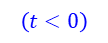 (t < 0)